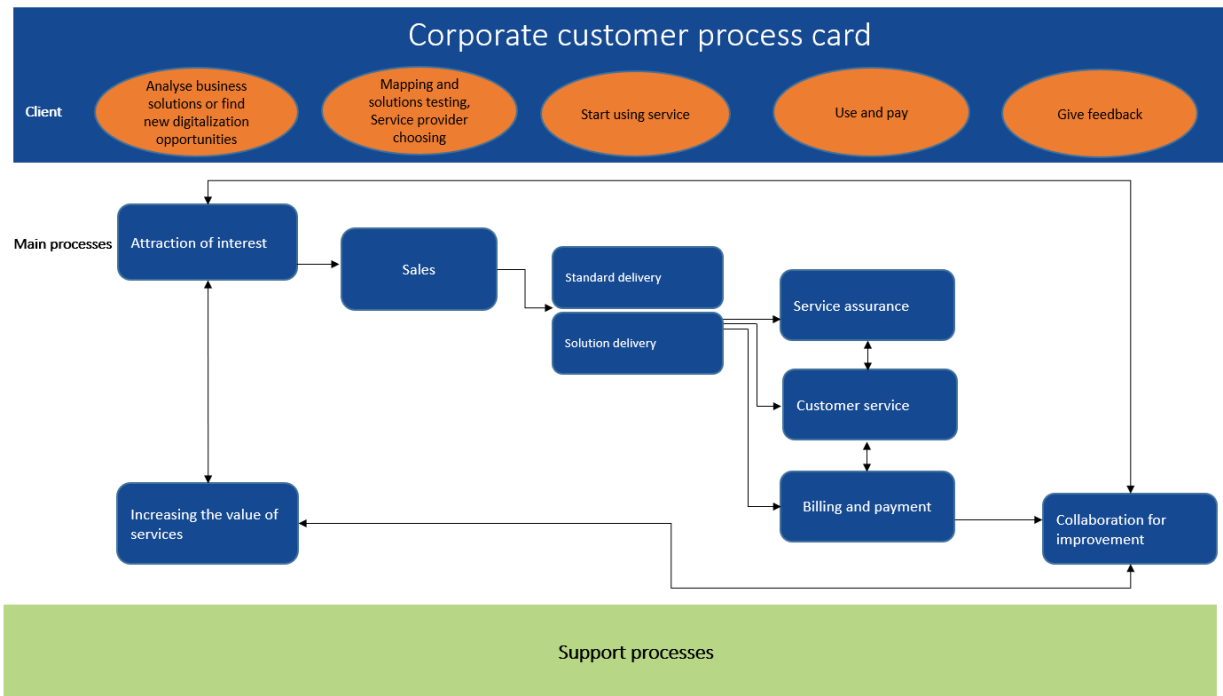 Corporate customer process card
Client
Analyse business
solutions or find
new digitalization
opportunities
Mapping and
solutions testing,
Service provider
choosing
Start using service
Use and pay
Give feedback
Main processes
Attraction of interest
Sales
Standard delivery
Solution delivery
Service assurance
Customer service
Billing and payment
Increasing the value of
services
Collaboration for
improvement
Support processes